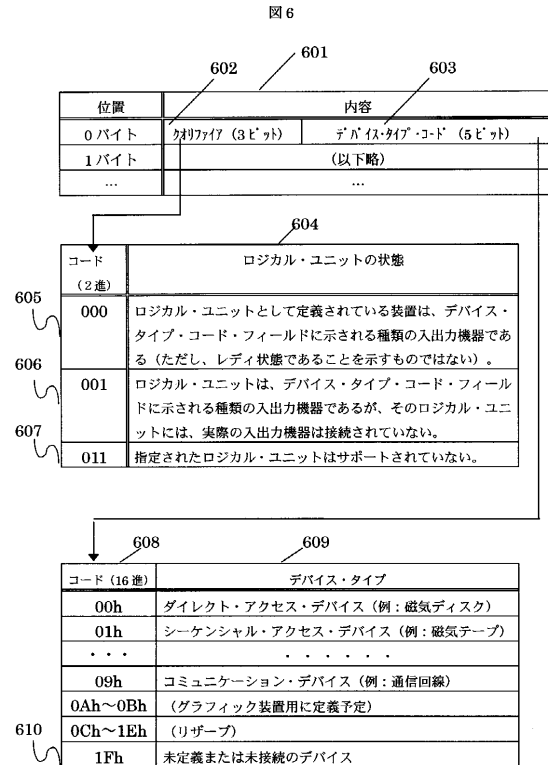 図6
601
602
603
位置
内容
0 バイト
クオリファイア (3ビット)
デバイス・タイプ・コード (5ビット)
1 バイト
(以下略)
…
…
604
コード
(2進)
ロジカル・ユニットの状態
605
000
ロジカル・ユニットとして定義されている装置は、デバイス・
タイプ・コード・フィールドに示される種類の入出力機器であ
る（ただし、レディ状態であることを示すものではない）。
606
001
ロジカル・ユニットは、デバイス・タイプ・コード・フィール
ドに示される種類の入出力機器であるが、そのロジカル・ユニ
ットには、実際の入出力機器は接続されていない。
607
011
指定されたロジカル・ユニットはサポートされていない。
608
609
コード (16進)
デバイス・タイプ
00h
ダイレクト・アクセス・デバイス（例：磁気ディスク）
01h
シーケンシャル・アクセス・デバイス（例：磁気テープ）
・・・
・・・・・・
09h
コミュニケーション・デバイス（例：通信回線）
0Ah～0Bh
（グラフィック装置用に定義予定）
0Ch～1Eh
（リザーブ）
610
1Fh
未定義または未接続のデバイス